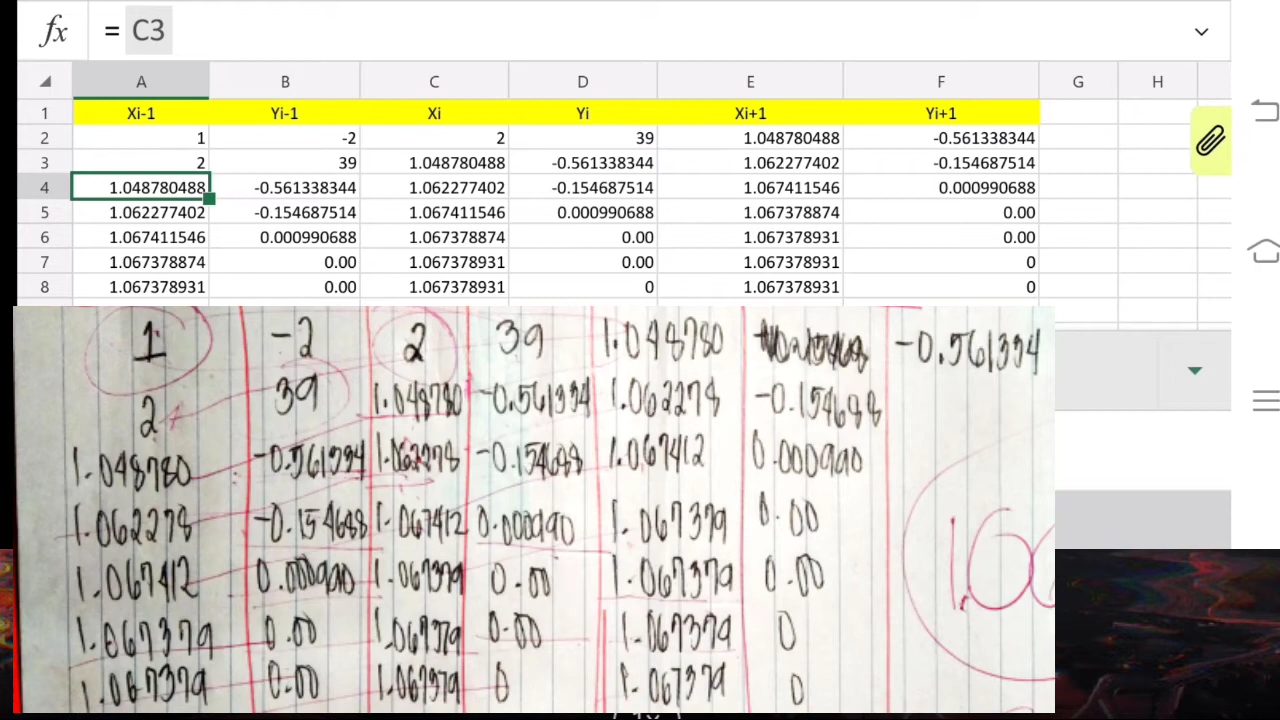 fx = C3
A B C D E F G H
1 Xi-1 Yi-1 Xi Yi Xi+1 Yi+1
2 1 -2 2 39 1.048780488 -0.561338344
3 2 39 1.048780488 -0.561338344 1.062277402 -0.154687514
4 1.048780488 -0.561338344 1.062277402 -0.154687514 1.067411546 0.000990688
5 1.062277402 -0.154687514 1.067411546 0.000990688 1.067378874 0.00
6 1.067411546 0.000990688 1.067378874 0.00 1.067378931 0.00
7 1.067378874 0.00 1.067378931 0.00 1.067378931 0
8 1.067378931 0.00 1.067378931 0 1.067378931 0
1 -2 2 39 1.048780 -0.561334
2 39 1.048780 -0.561334 1.062278 -0.154688
1.048780 -0.561334 1.062278 -0.154688 1.067412 0.000990
1.062278 -0.154688 1.067412 0.000990 1.067379 0.00
1.067412 0.000990 1.067379 0.00 1.067379 0.00
1.067379 0.00 1.067379 0.00 1.067379 0
1.067379 0.00 1.067379 0 1.067379 0